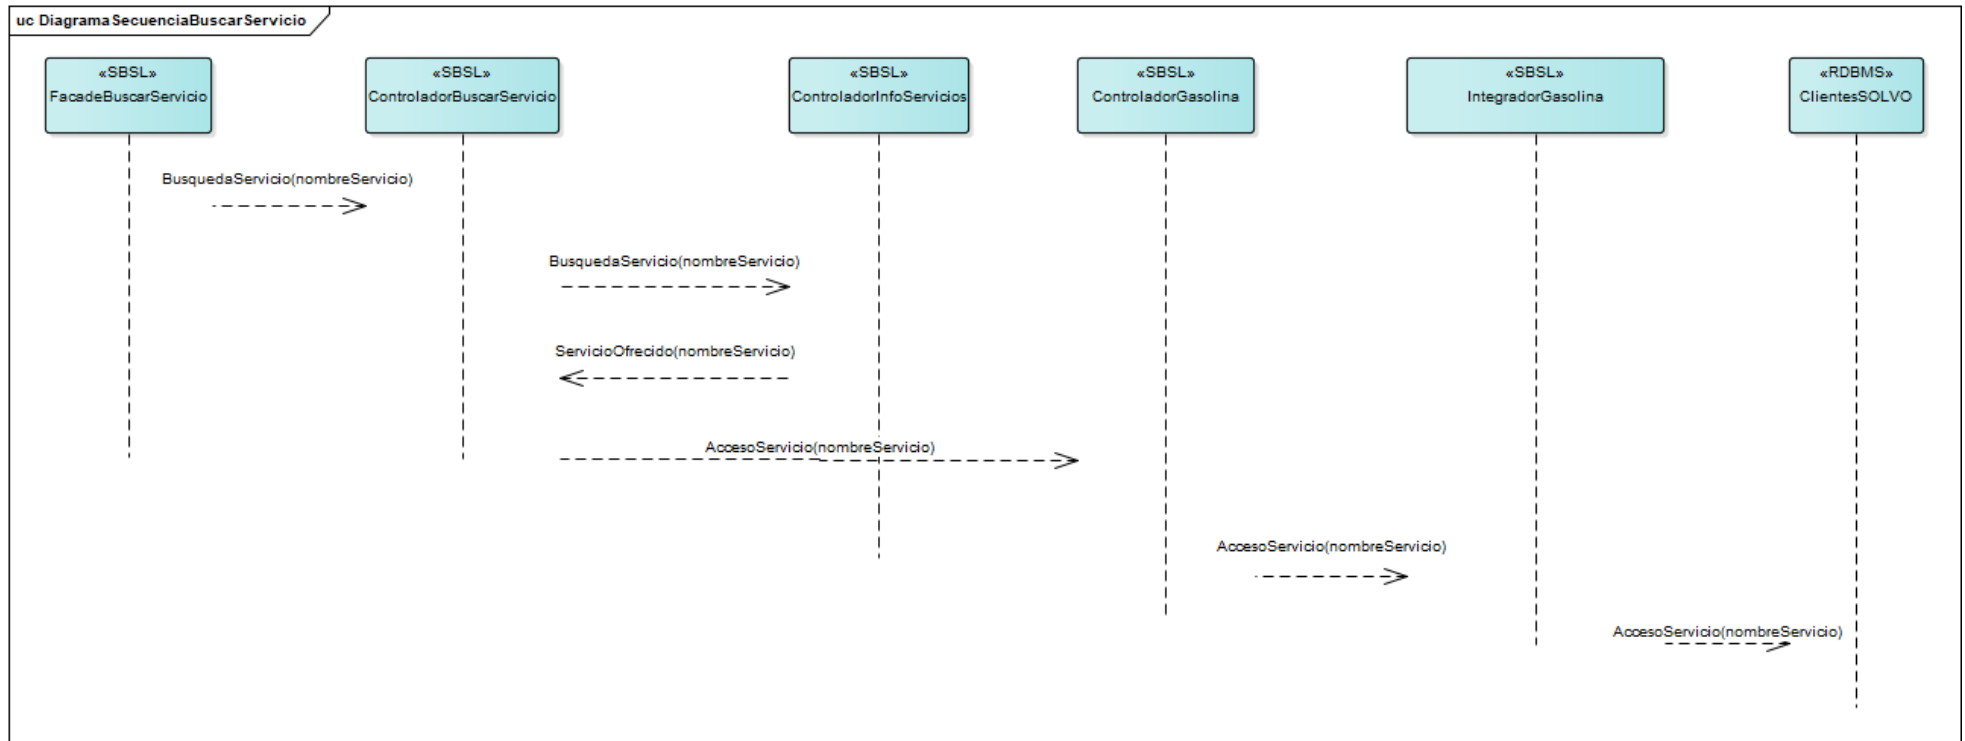 uc DiagramaSecuenciaBuscarServicio
«SBSL»
FacadeBuscarServicio
«SBSL»
ControladorBuscarServicio
«SBSL»
ControladorInfoServicios
«SBSL»
ControladorGasolina
«SBSL»
IntegradorGasolina
«RDBMS»
ClientesSOLVO
BusquedaServicio(nombreServicio)
BusquedaServicio(nombreServicio)
ServicioOfrecido(nombreServicio)
AccesoServicio(nombreServicio)
AccesoServicio(nombreServicio)
AccesoServicio(nombreServicio)